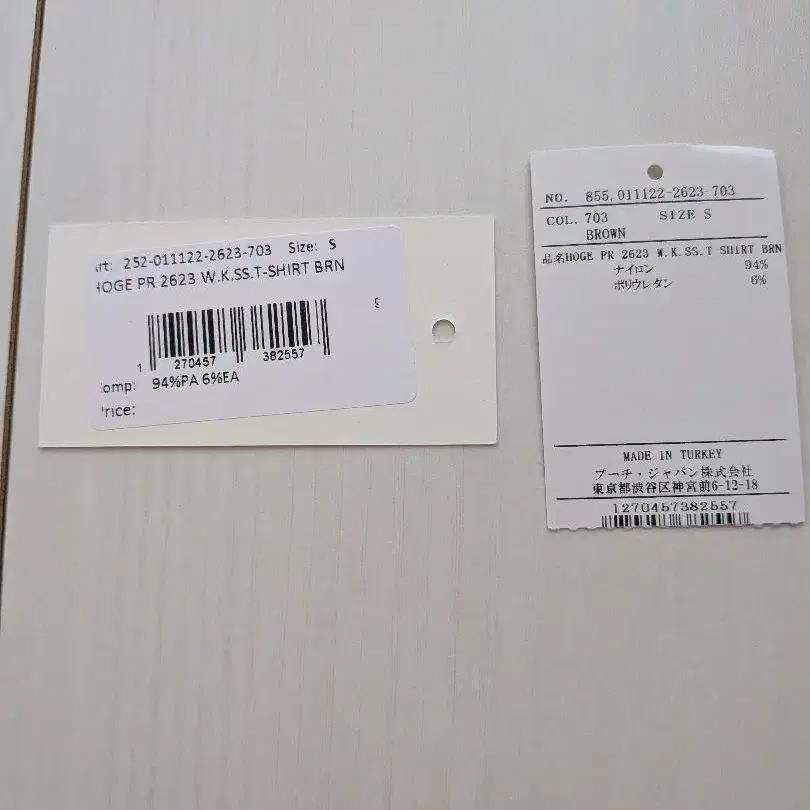 rt: 252-011122-2623-703 Size: S
HOGE PR 2623 W.K.SS.T-SHIRT BRN
1 270457 382557
omp: 94%PA 6%EA
rice:
NO. 855.011122-2623-703
COL. 703 SIZE S
BROWN
品名HOGE PR 2623 W.K.SS.T SHIRT BRN
ナイロン 94%
ポリウレタン 6%
MADE IN TURKEY
プーチ・ジャパン株式会社
東京都渋谷区神宮前6-12-18
1270457382557